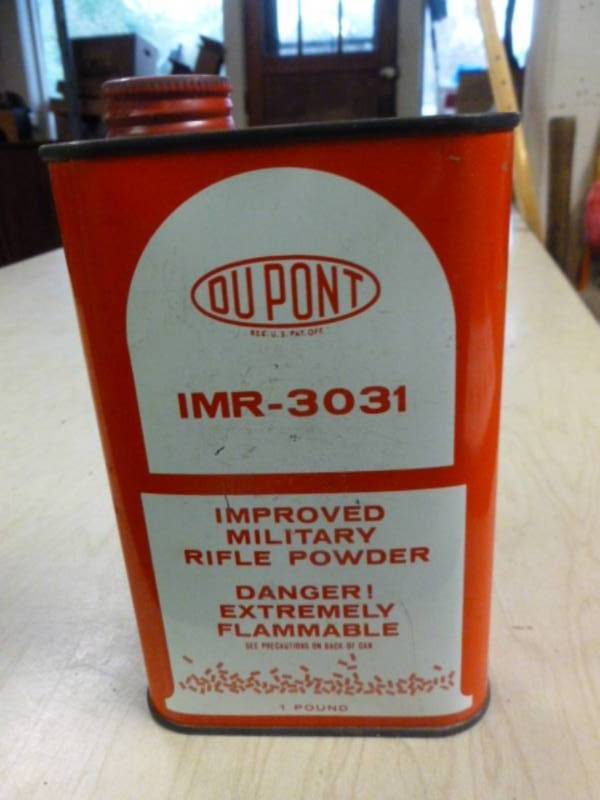 DU PONT
REG. U.S. PAT. OFF.
IMR-3031
IMPROVED
MILITARY
RIFLE POWDER
DANGER!
EXTREMELY
FLAMMABLE
SEE PRECAUTIONS ON BACK OF CAN
1 POUND